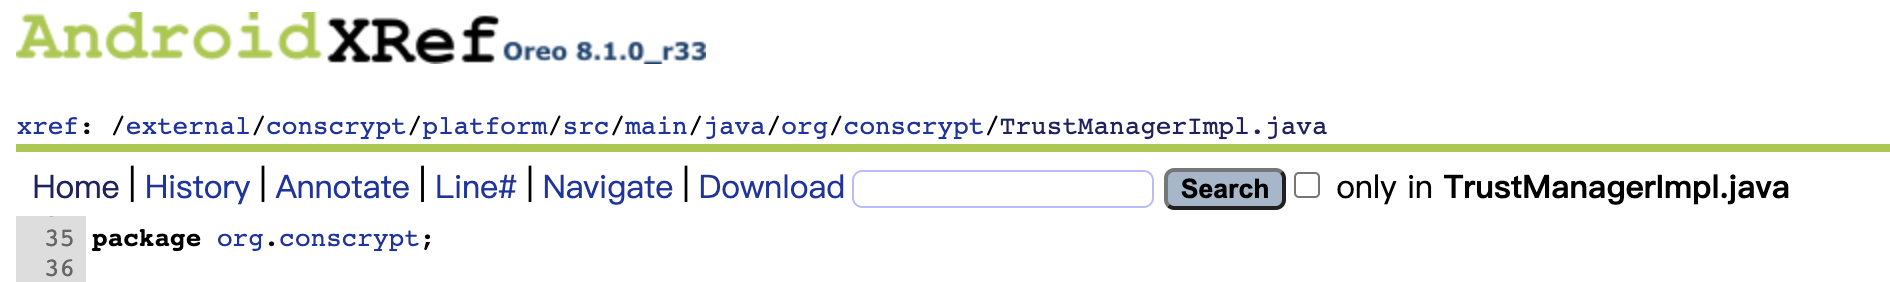 AndroidXRef Oreo 8.1.0_r33
xref: /external/conscrypt/platform/src/main/java/org/conscrypt/TrustManagerImpl.java
Home | History | Annotate | Line# | Navigate | Download Search only in TrustManagerImpl.java
35 package org.conscrypt;
36